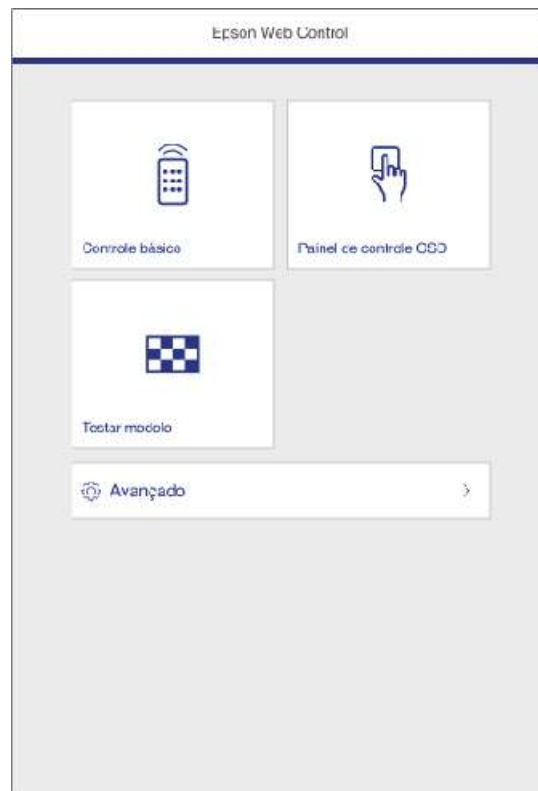 Epson Web Control
Controle básico
Painel de controle OSD
Testar modelo
Avançado